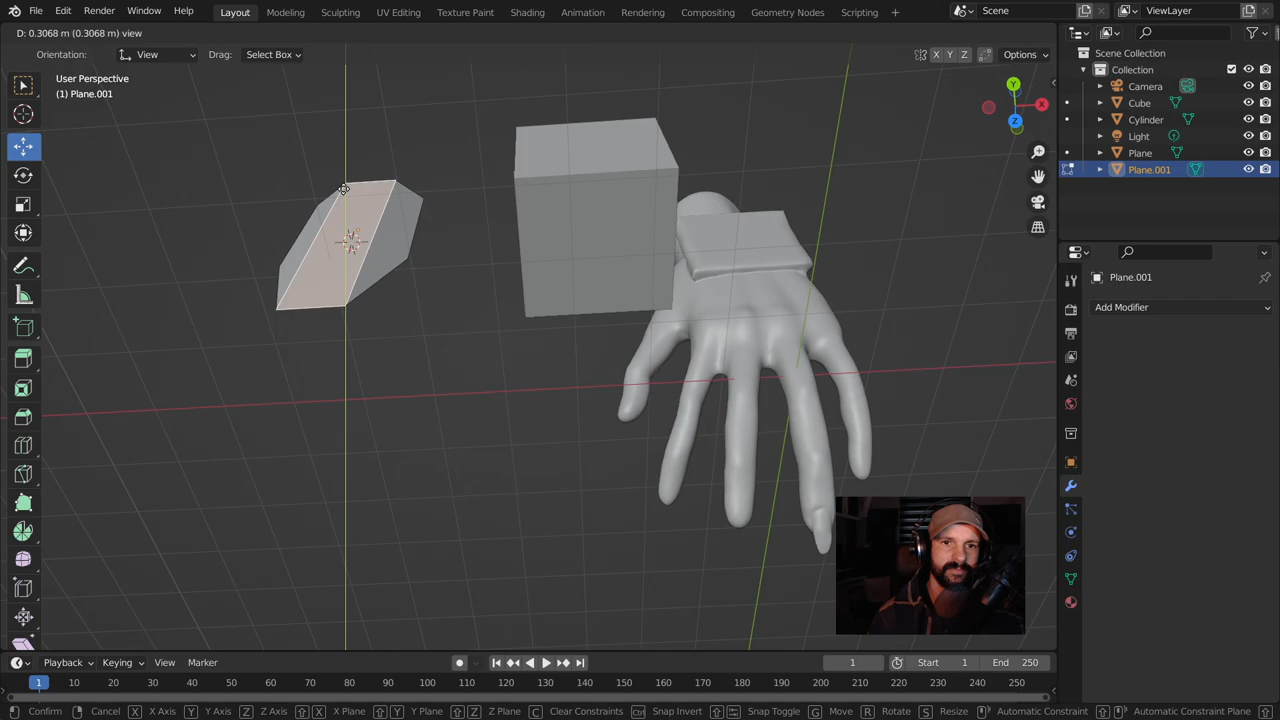 File Edit Render Window Help Layout Modeling Sculpting UV Editing Texture Paint Shading Animation Rendering Compositing Geometry Nodes Scripting + Scene ViewLayer
D: 0.3068 m (0.3068 m) view
Orientation: View Drag: Select Box X Y Z Options
User Perspective
(1) Plane.001
Y
X
Z
Scene Collection
Collection
Camera
Cube
Cylinder
Light
Plane
Plane.001
Plane.001
Add Modifier
Playback Keying View Marker 1 Start 1 End 250
1 10 20 30 40 50 60 70 80 90 100 110 120 130 140 150 160 170 180 190 200 210 220 230 240 250
Confirm Cancel X X Axis Y Y Axis Z Z Axis X X Plane Y Y Plane Z Z Plane C Clear Constraints Snap Invert Snap Toggle G Move R Rotate S Resize Automatic Constraint Automatic Constraint Plane